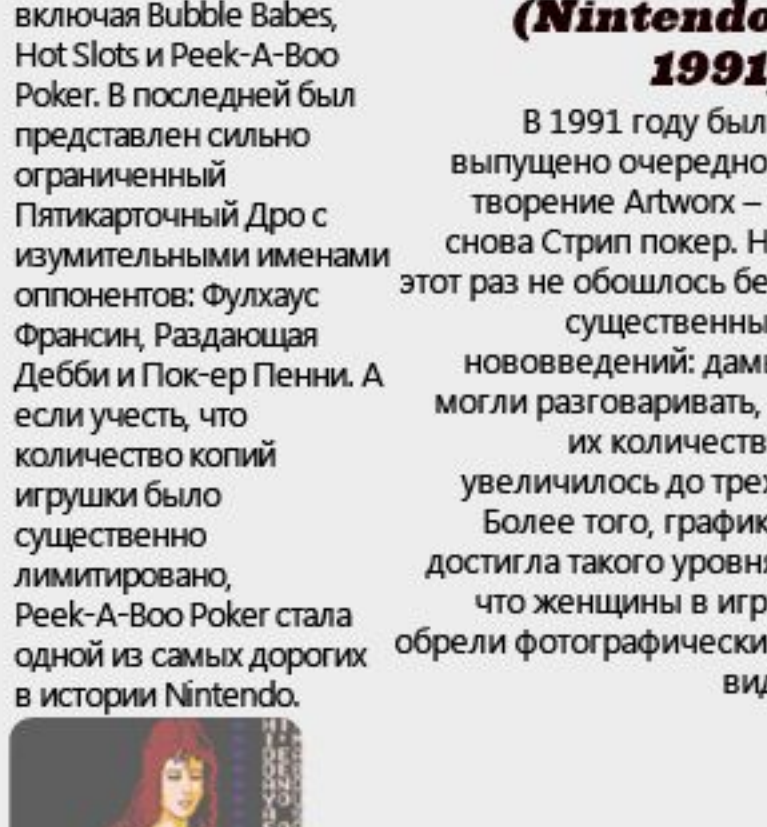 включая Bubble Babes,
Hot Slots и Peek-A-Boo
Poker. В последней был
представлен сильно
ограниченный
Пятикарточный Дро с
изумительными именами
оппонентов: Фулхаус
Франсин, Раздающая
Дебби и Пок-ер Пенни. А
если учесть, что
количество копий
игрушки было
существенно
лимитировано,
Peek-A-Boo Poker стала
одной из самых дорогих
в истории Nintendo.
(Nintendo
1991
В 1991 году был
выпущено очередно
творение Artworx –
снова Стрип покер. Н
этот раз не обошлось бе
существенны
нововведений: дам
могли разговаривать,
их количеств
увеличилось до трех
Более того, график
достигла такого уровня
что женщины в игр
обрели фотографически
вид